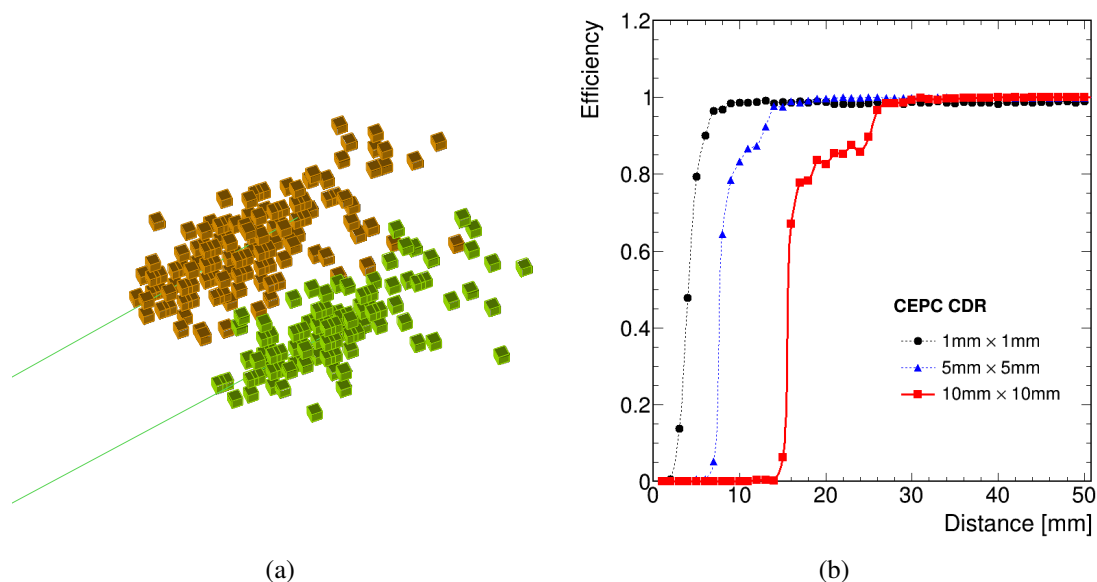 Efficiency
1.2
1
0.8
0.6
0.4
0.2
0
CEPC CDR
1mm × 1mm
5mm × 5mm
10mm × 10mm
0 10 20 30 40 50
Distance [mm]
(a) (b)